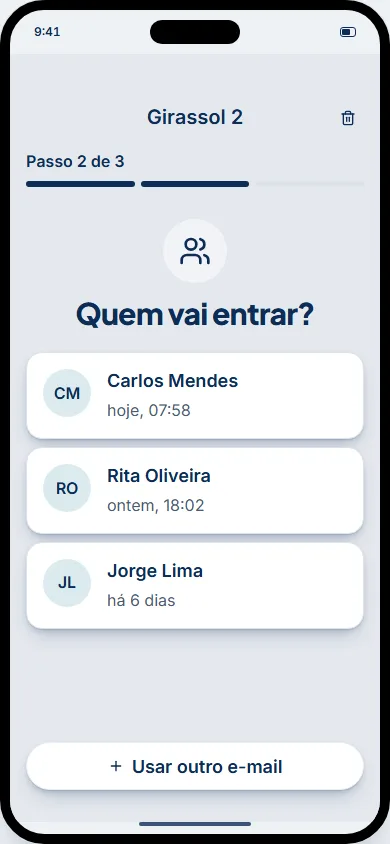 9:41
Girassol 2
Passo 2 de 3
Quem vai entrar?
CM
Carlos Mendes
hoje, 07:58
RO
Rita Oliveira
ontem, 18:02
JL
Jorge Lima
há 6 dias
+ Usar outro e-mail